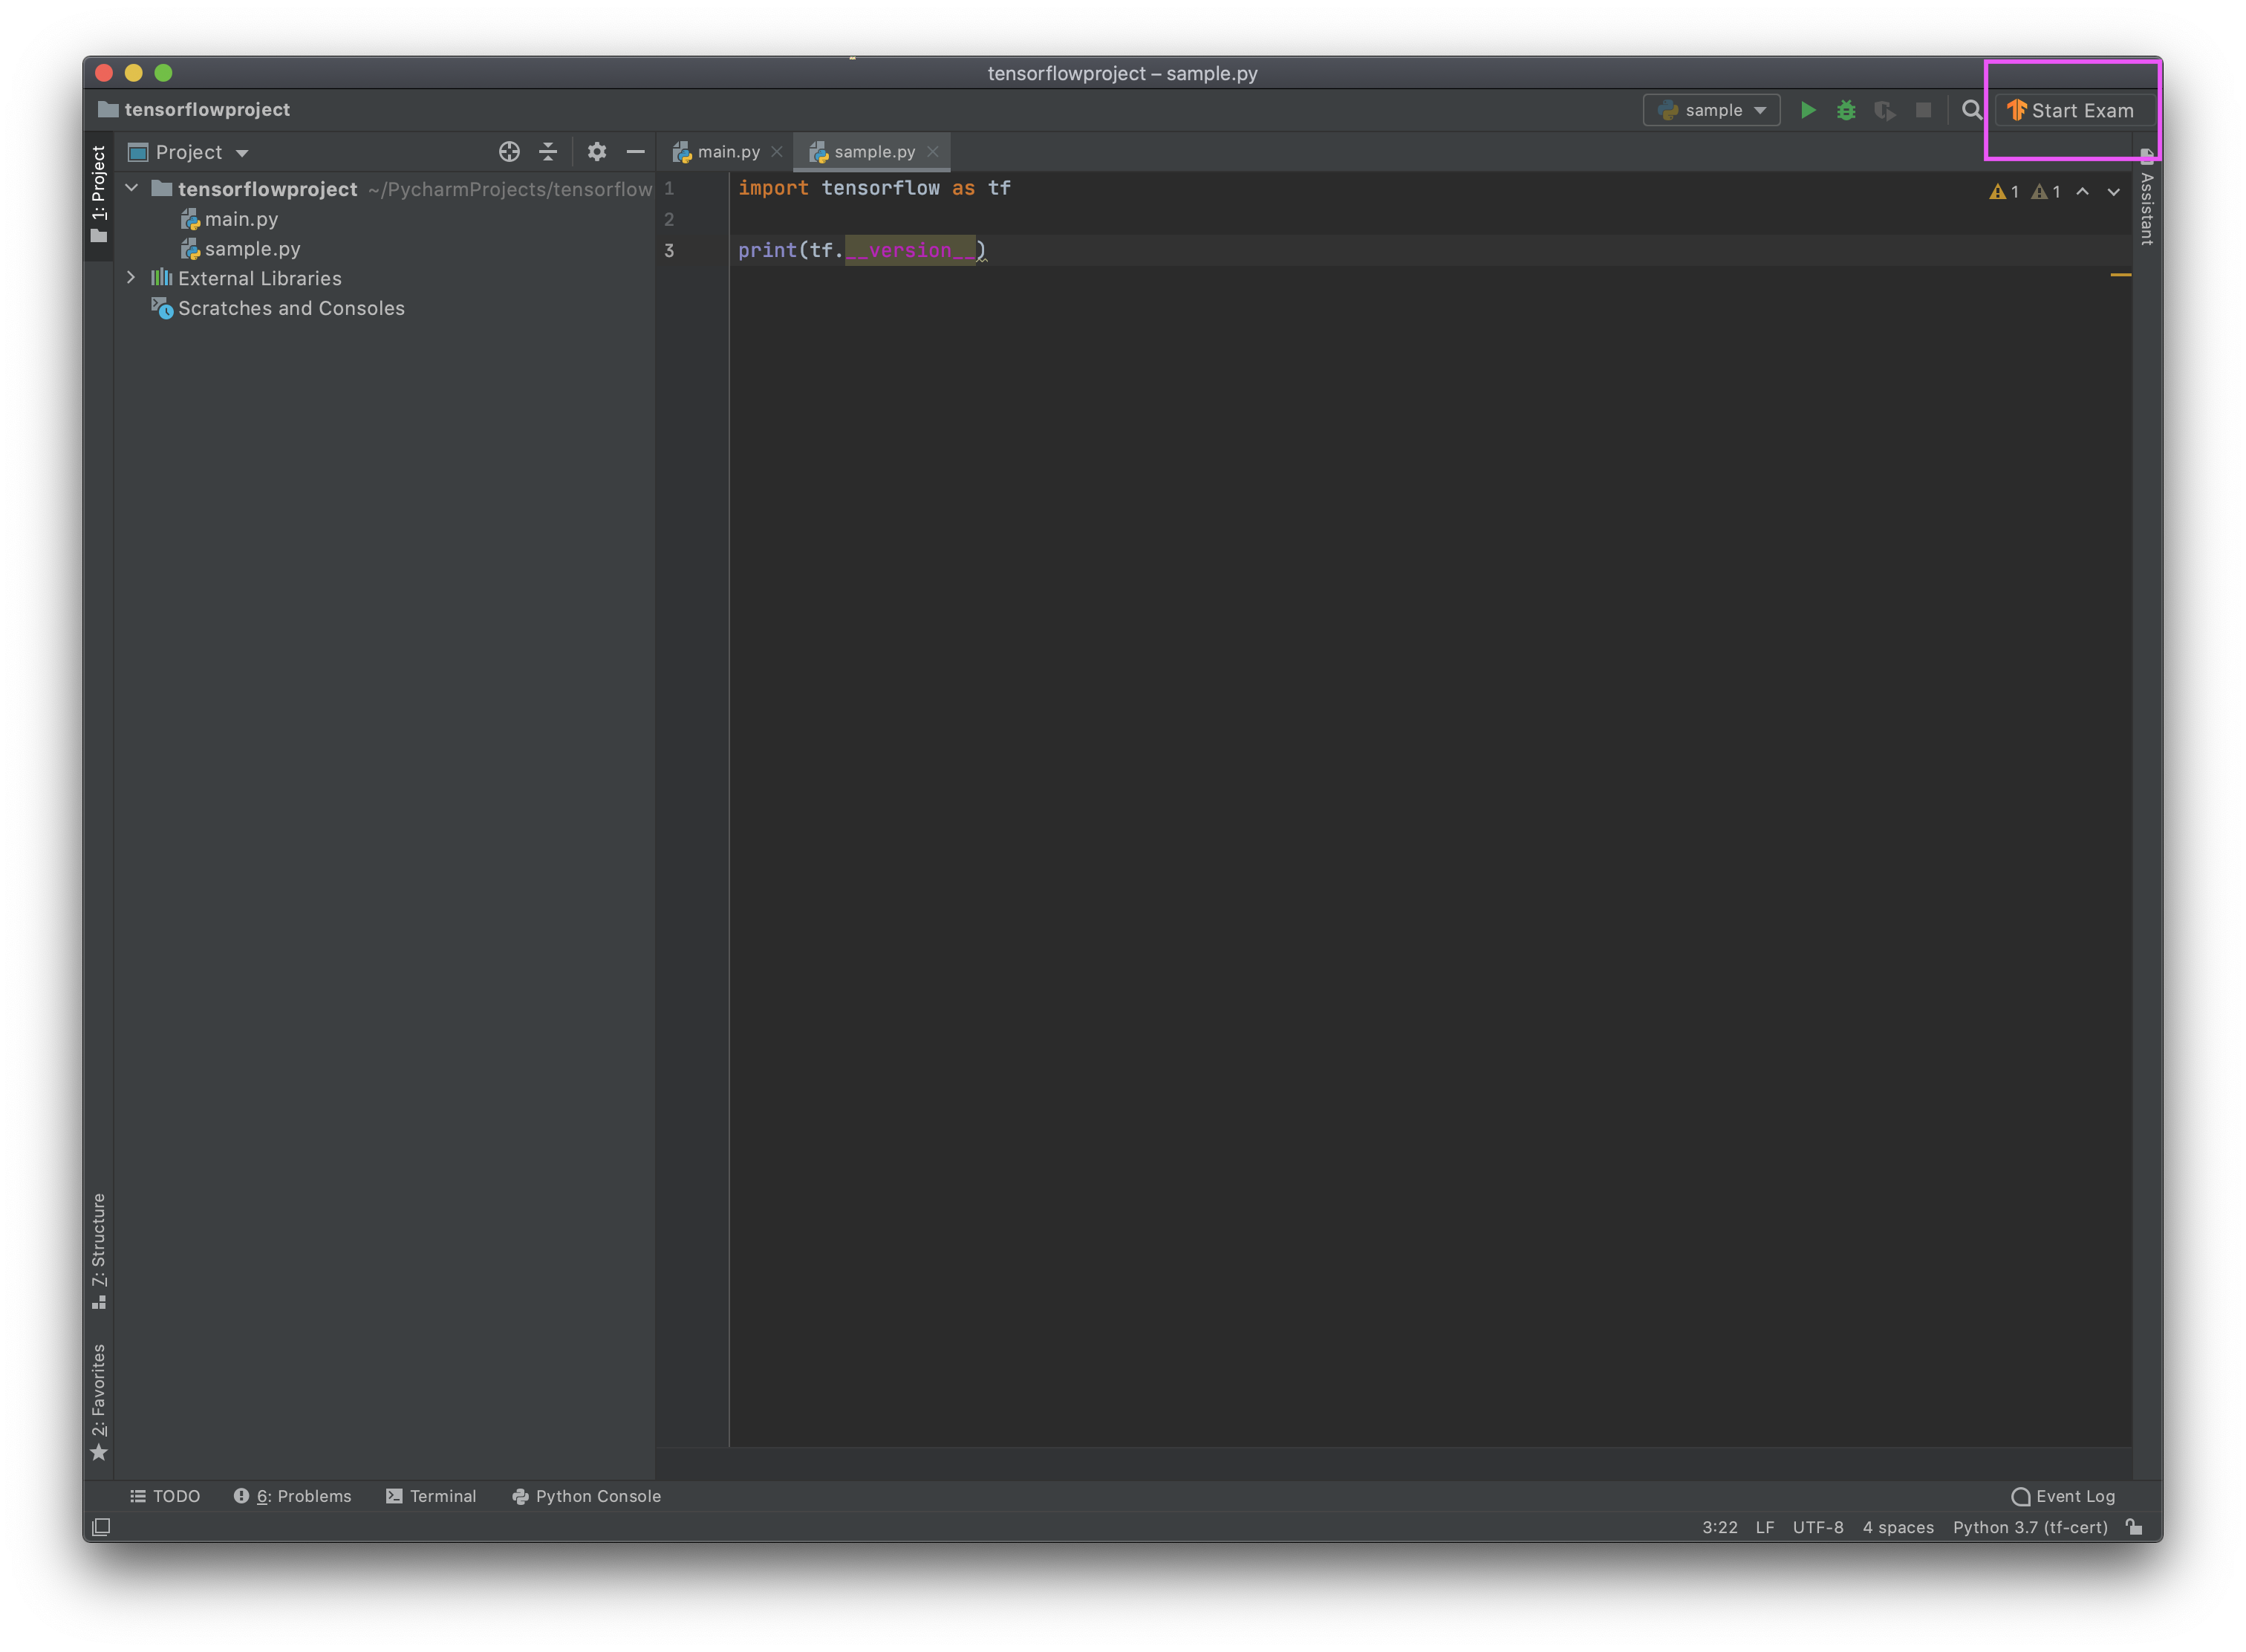 tensorflowproject – sample.py
tensorflowproject
sample
Start Exam
1: Project
Project
main.py
sample.py
Assistant
tensorflowproject ~/PycharmProjects/tensorflow
main.py
sample.py
External Libraries
Scratches and Consoles
1 import tensorflow as tf
2
3 print(tf.__version__)
1 1
7: Structure
2: Favorites
TODO
6: Problems
Terminal
Python Console
Event Log
3:22 LF UTF-8 4 spaces Python 3.7 (tf-cert)